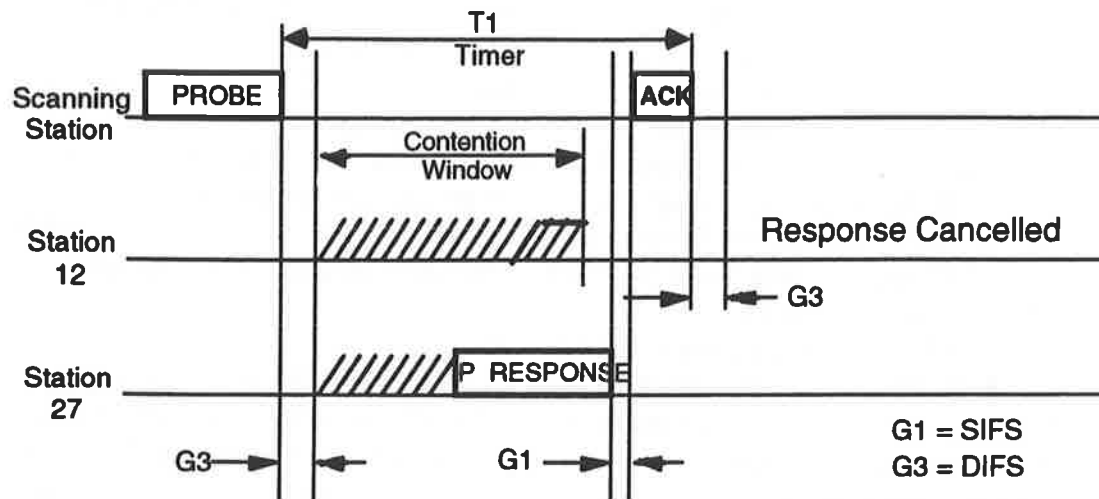 T1
Timer
PROBE
ACK
Scanning
Station
Contention
Window
Response Cancelled
Station
12
G3
P RESPONSE
Station
27
G3
G1
G1 = SIFS
G3 = DIFS